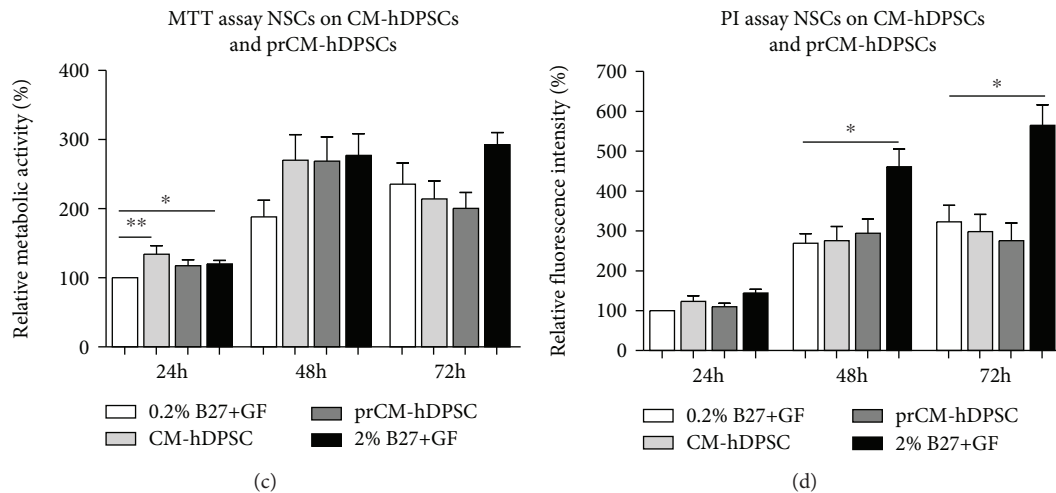 MTT assay NSCs on CM-hDPSCs
and prCM-hDPSCs
Relative metabolic activity (%)
400
300
200
100
0
*
**
24h
48h
72h
0.2% B27+GF
prCM-hDPSC
CM-hDPSC
2% B27+GF
(c)
PI assay NSCs on CM-hDPSCs
and prCM-hDPSCs
Relative fluorescence intensity (%)
700
600
500
400
300
200
100
0
*
*
24h
48h
72h
0.2% B27+GF
prCM-hDPSC
CM-hDPSC
2% B27+GF
(d)